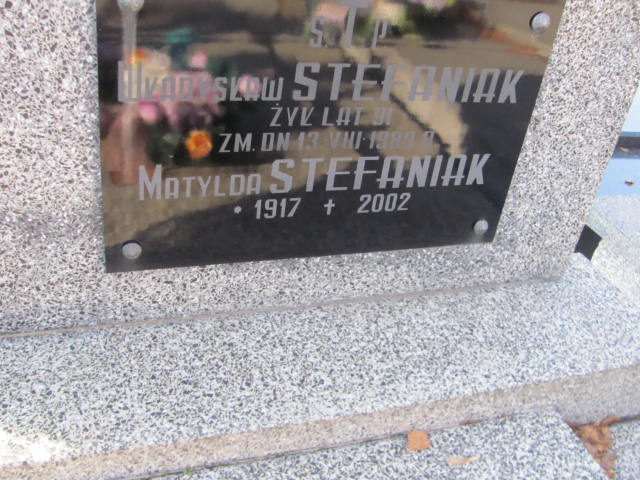 Ś T P
WŁADYSŁAW STEFANIAK
ŻYŁ LAT 91
ZM. DN 13·VIII·1989 R
MATYLDA STEFANIAK
* 1917 † 2002